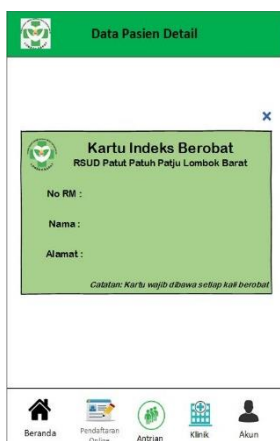 Data Pasien Detail
×
Kartu Indeks Berobat
RSUD Patut Patuh Patju Lombok Barat
No RM :
Nama :
Alamat :
Catatan: Kartu wajib dibawa setiap kali berobat
Beranda Pendaftaran Online Antrian Klinik Akun